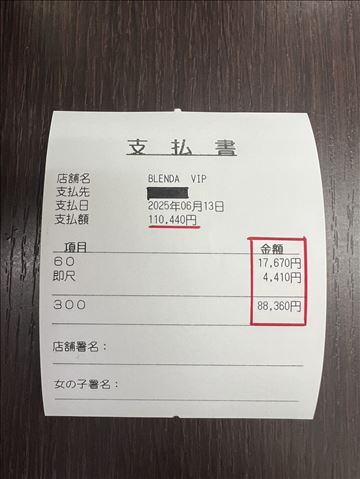 支払書
店舗名 BLENDA VIP
支払先
支払日 2025年06月13日
支払額 110,440円
項目 金額
60 17,670円
即尺 4,410円
300 88,360円
店舗署名：
女の子署名：